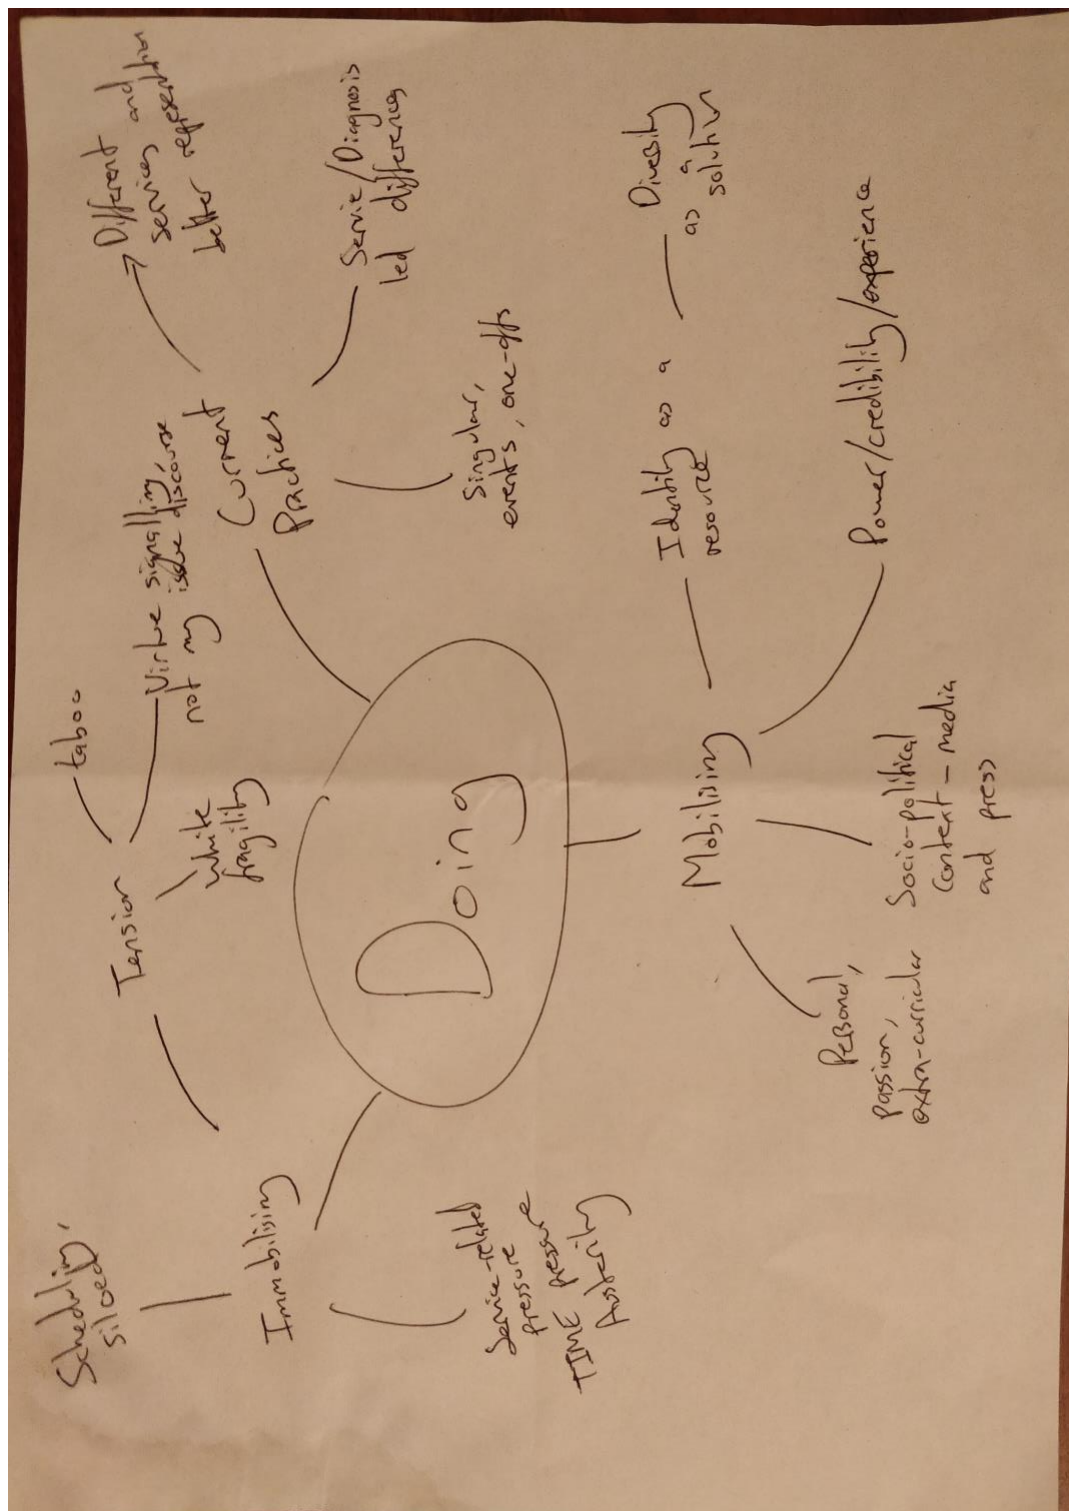 Scheduling,
siloed
Immobilising
Service-related
pressure
TIME pressure
Austerity
Tension
taboo
Virtue signalling,
not my issue discourse
White
fragility
Current
Practices
Different
services and
better representation
Service/Diagnosis
led differences
Singular,
events, one-offs
Doing
Mobilising
Identity as a
resource
Diversity
as a
solution
Power/credibility/experience
Socio-political
Context - media
and press
Personal,
passion,
extra-curricular